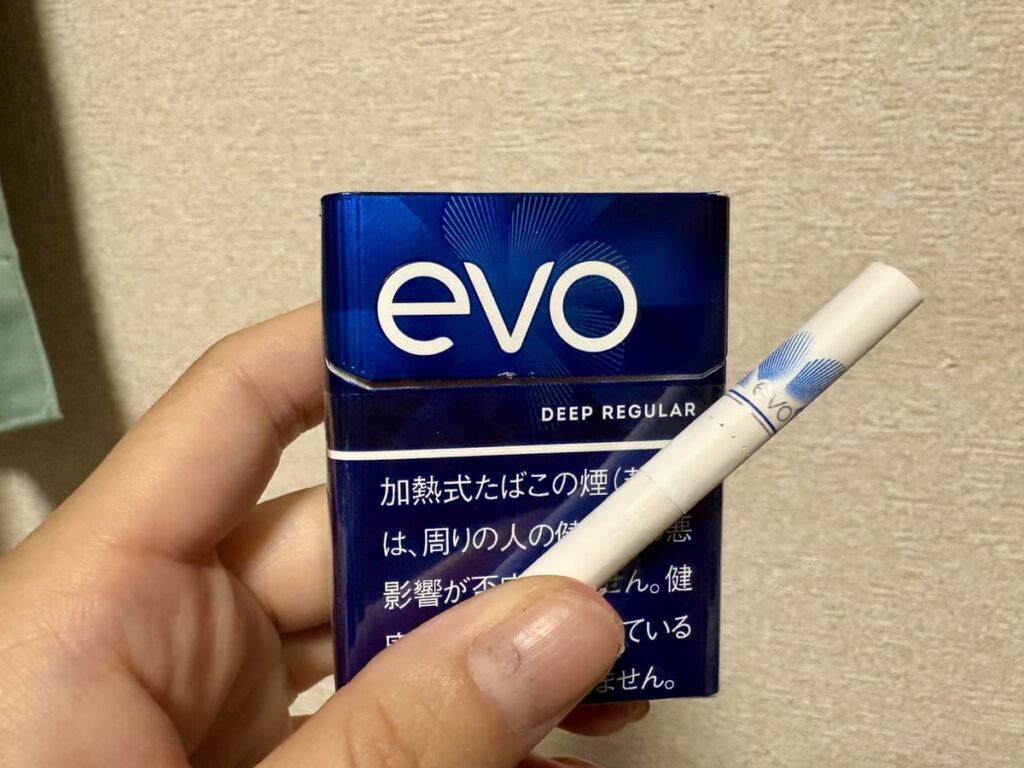 evo
DEEP REGULAR
evo
加熱式たばこの煙(
は、周りの人の健 悪
影響が否 せん。健
ている
ません。